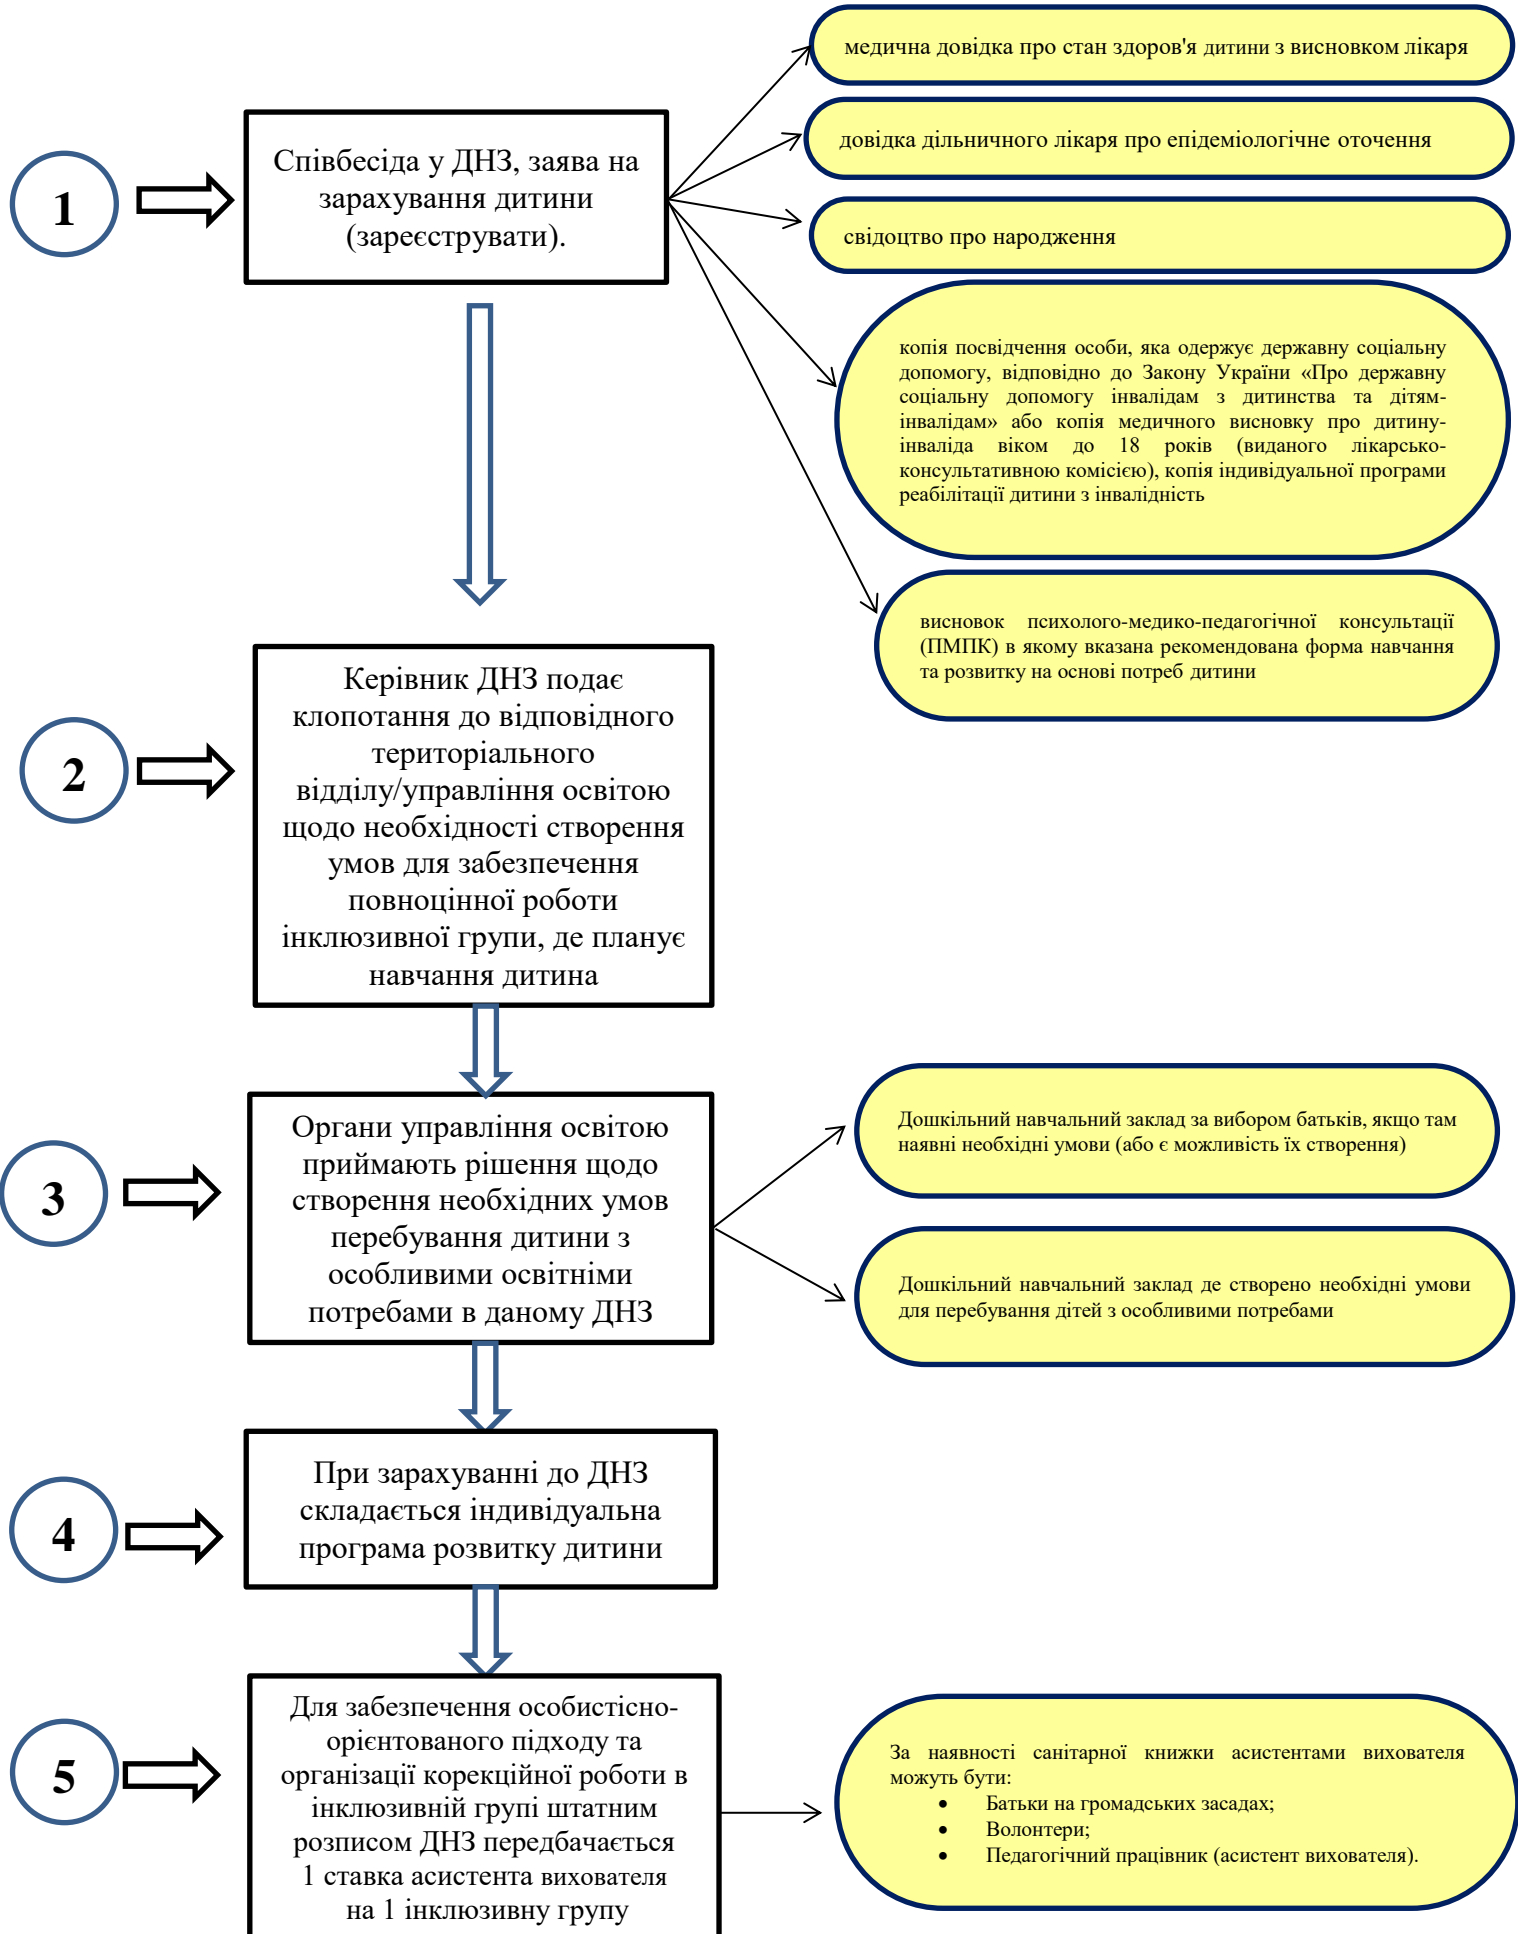 1
Співбесіда у ДНЗ, заява на
зарахування дитини
(зареєструвати).
медична довідка про стан здоров'я дитини з висновком лікаря
довідка дільничного лікаря про епідеміологічне оточення
свідоцтво про народження
копія посвідчення особи, яка одержує державну соціальну
допомогу, відповідно до Закону України «Про державну
соціальну допомогу інвалідам з дитинства та дітям-
інвалідам» або копія медичного висновку про дитину-
інваліда віком до 18 років (виданого лікарсько-
консультативною комісією), копія індивідуальної програми
реабілітації дитини з інвалідність
висновок психолого-медико-педагогічної консультації
(ПМПК) в якому вказана рекомендована форма навчання
та розвитку на основі потреб дитини
2
Керівник ДНЗ подає
клопотання до відповідного
територіального
відділу/управління освітою
щодо необхідності створення
умов для забезпечення
повноцінної роботи
інклюзивної групи, де планує
навчання дитина
3
Органи управління освітою
приймають рішення щодо
створення необхідних умов
перебування дитини з
особливими освітніми
потребами в даному ДНЗ
Дошкільний навчальний заклад за вибором батьків, якщо там
наявні необхідні умови (або є можливість їх створення)
Дошкільний навчальний заклад де створено необхідні умови
для перебування дітей з особливими потребами
4
При зарахуванні до ДНЗ
складається індивідуальна
програма розвитку дитини
5
Для забезпечення особистісно-
орієнтованого підходу та
організації корекційної роботи в
інклюзивній групі штатним
розписом ДНЗ передбачається
1 ставка асистента вихователя
на 1 інклюзивну групу
За наявності санітарної книжки асистентами вихователя
можуть бути:
• Батьки на громадських засадах;
• Волонтери;
• Педагогічний працівник (асистент вихователя).